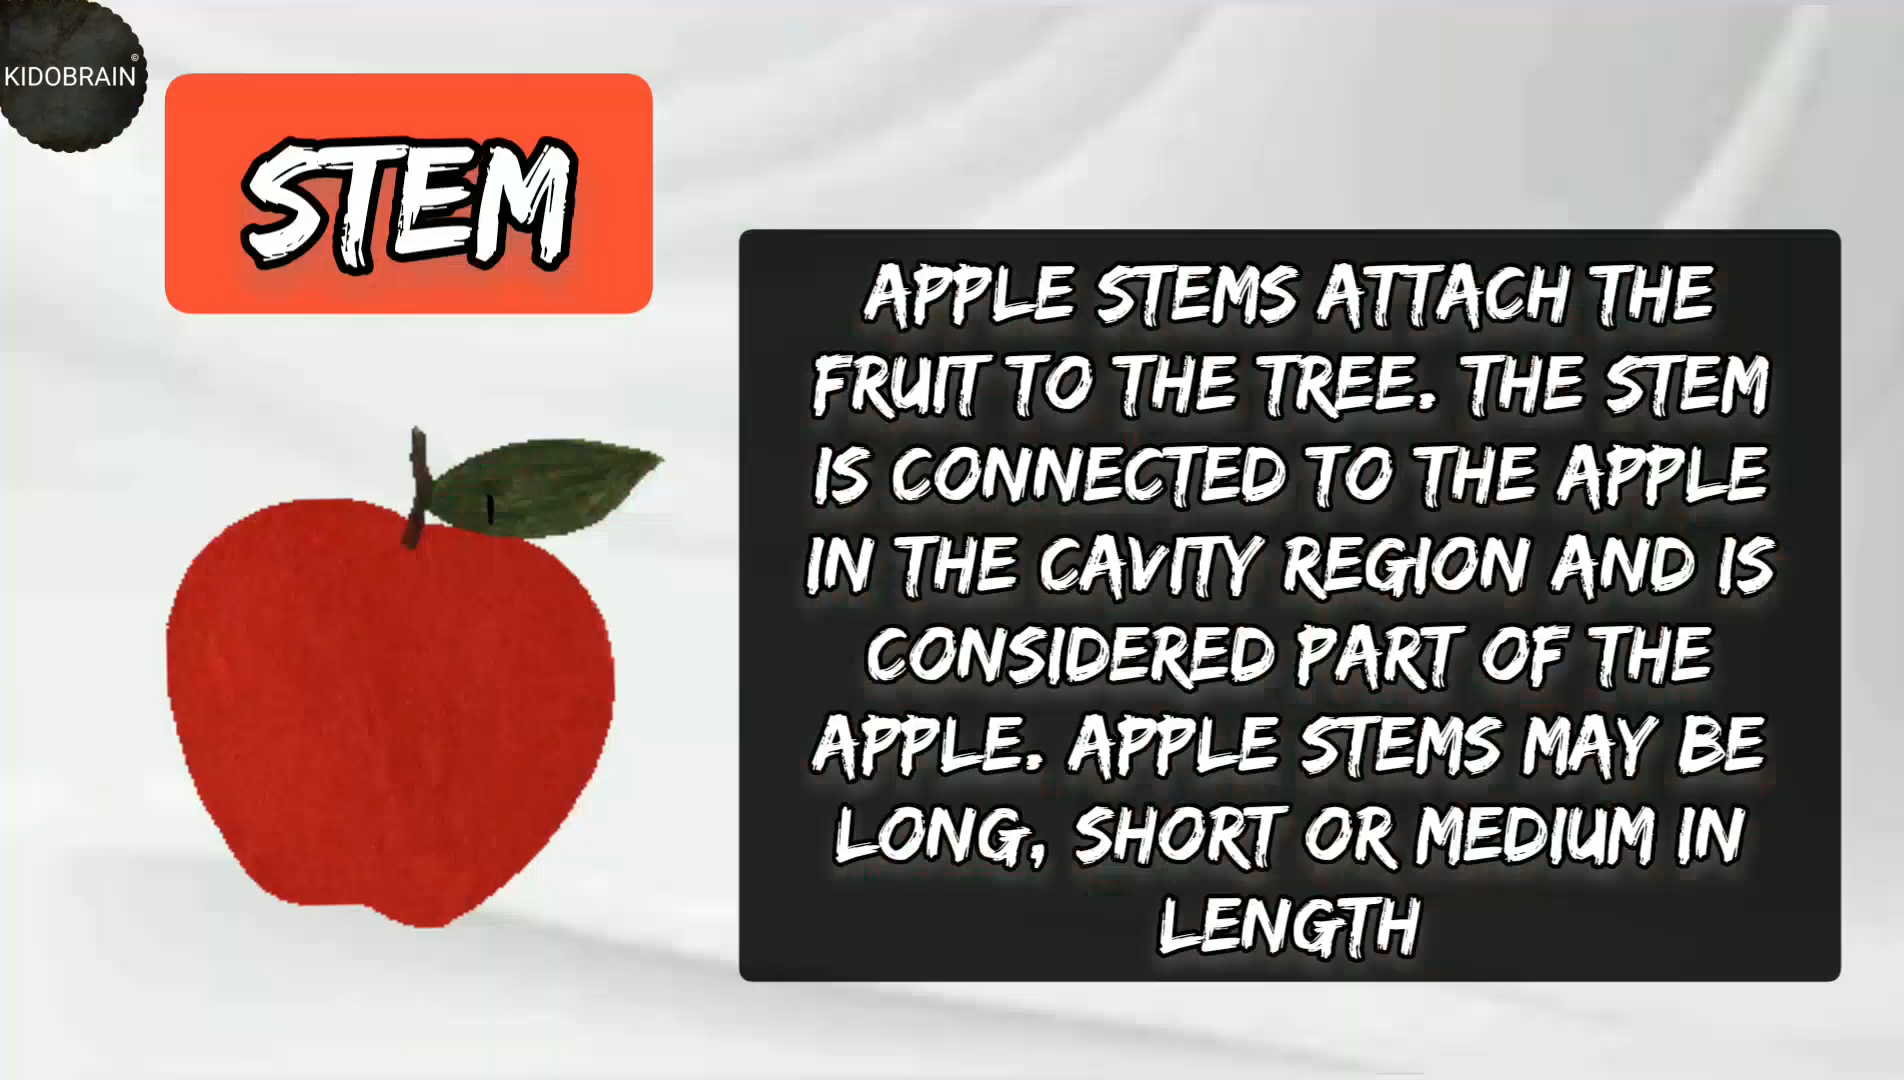 KIDOBRAIN©
STEM
APPLE STEMS ATTACH THE
FRUIT TO THE TREE. THE STEM
IS CONNECTED TO THE APPLE
IN THE CAVITY REGION AND IS
CONSIDERED PART OF THE
APPLE. APPLE STEMS MAY BE
LONG, SHORT OR MEDIUM IN
LENGTH